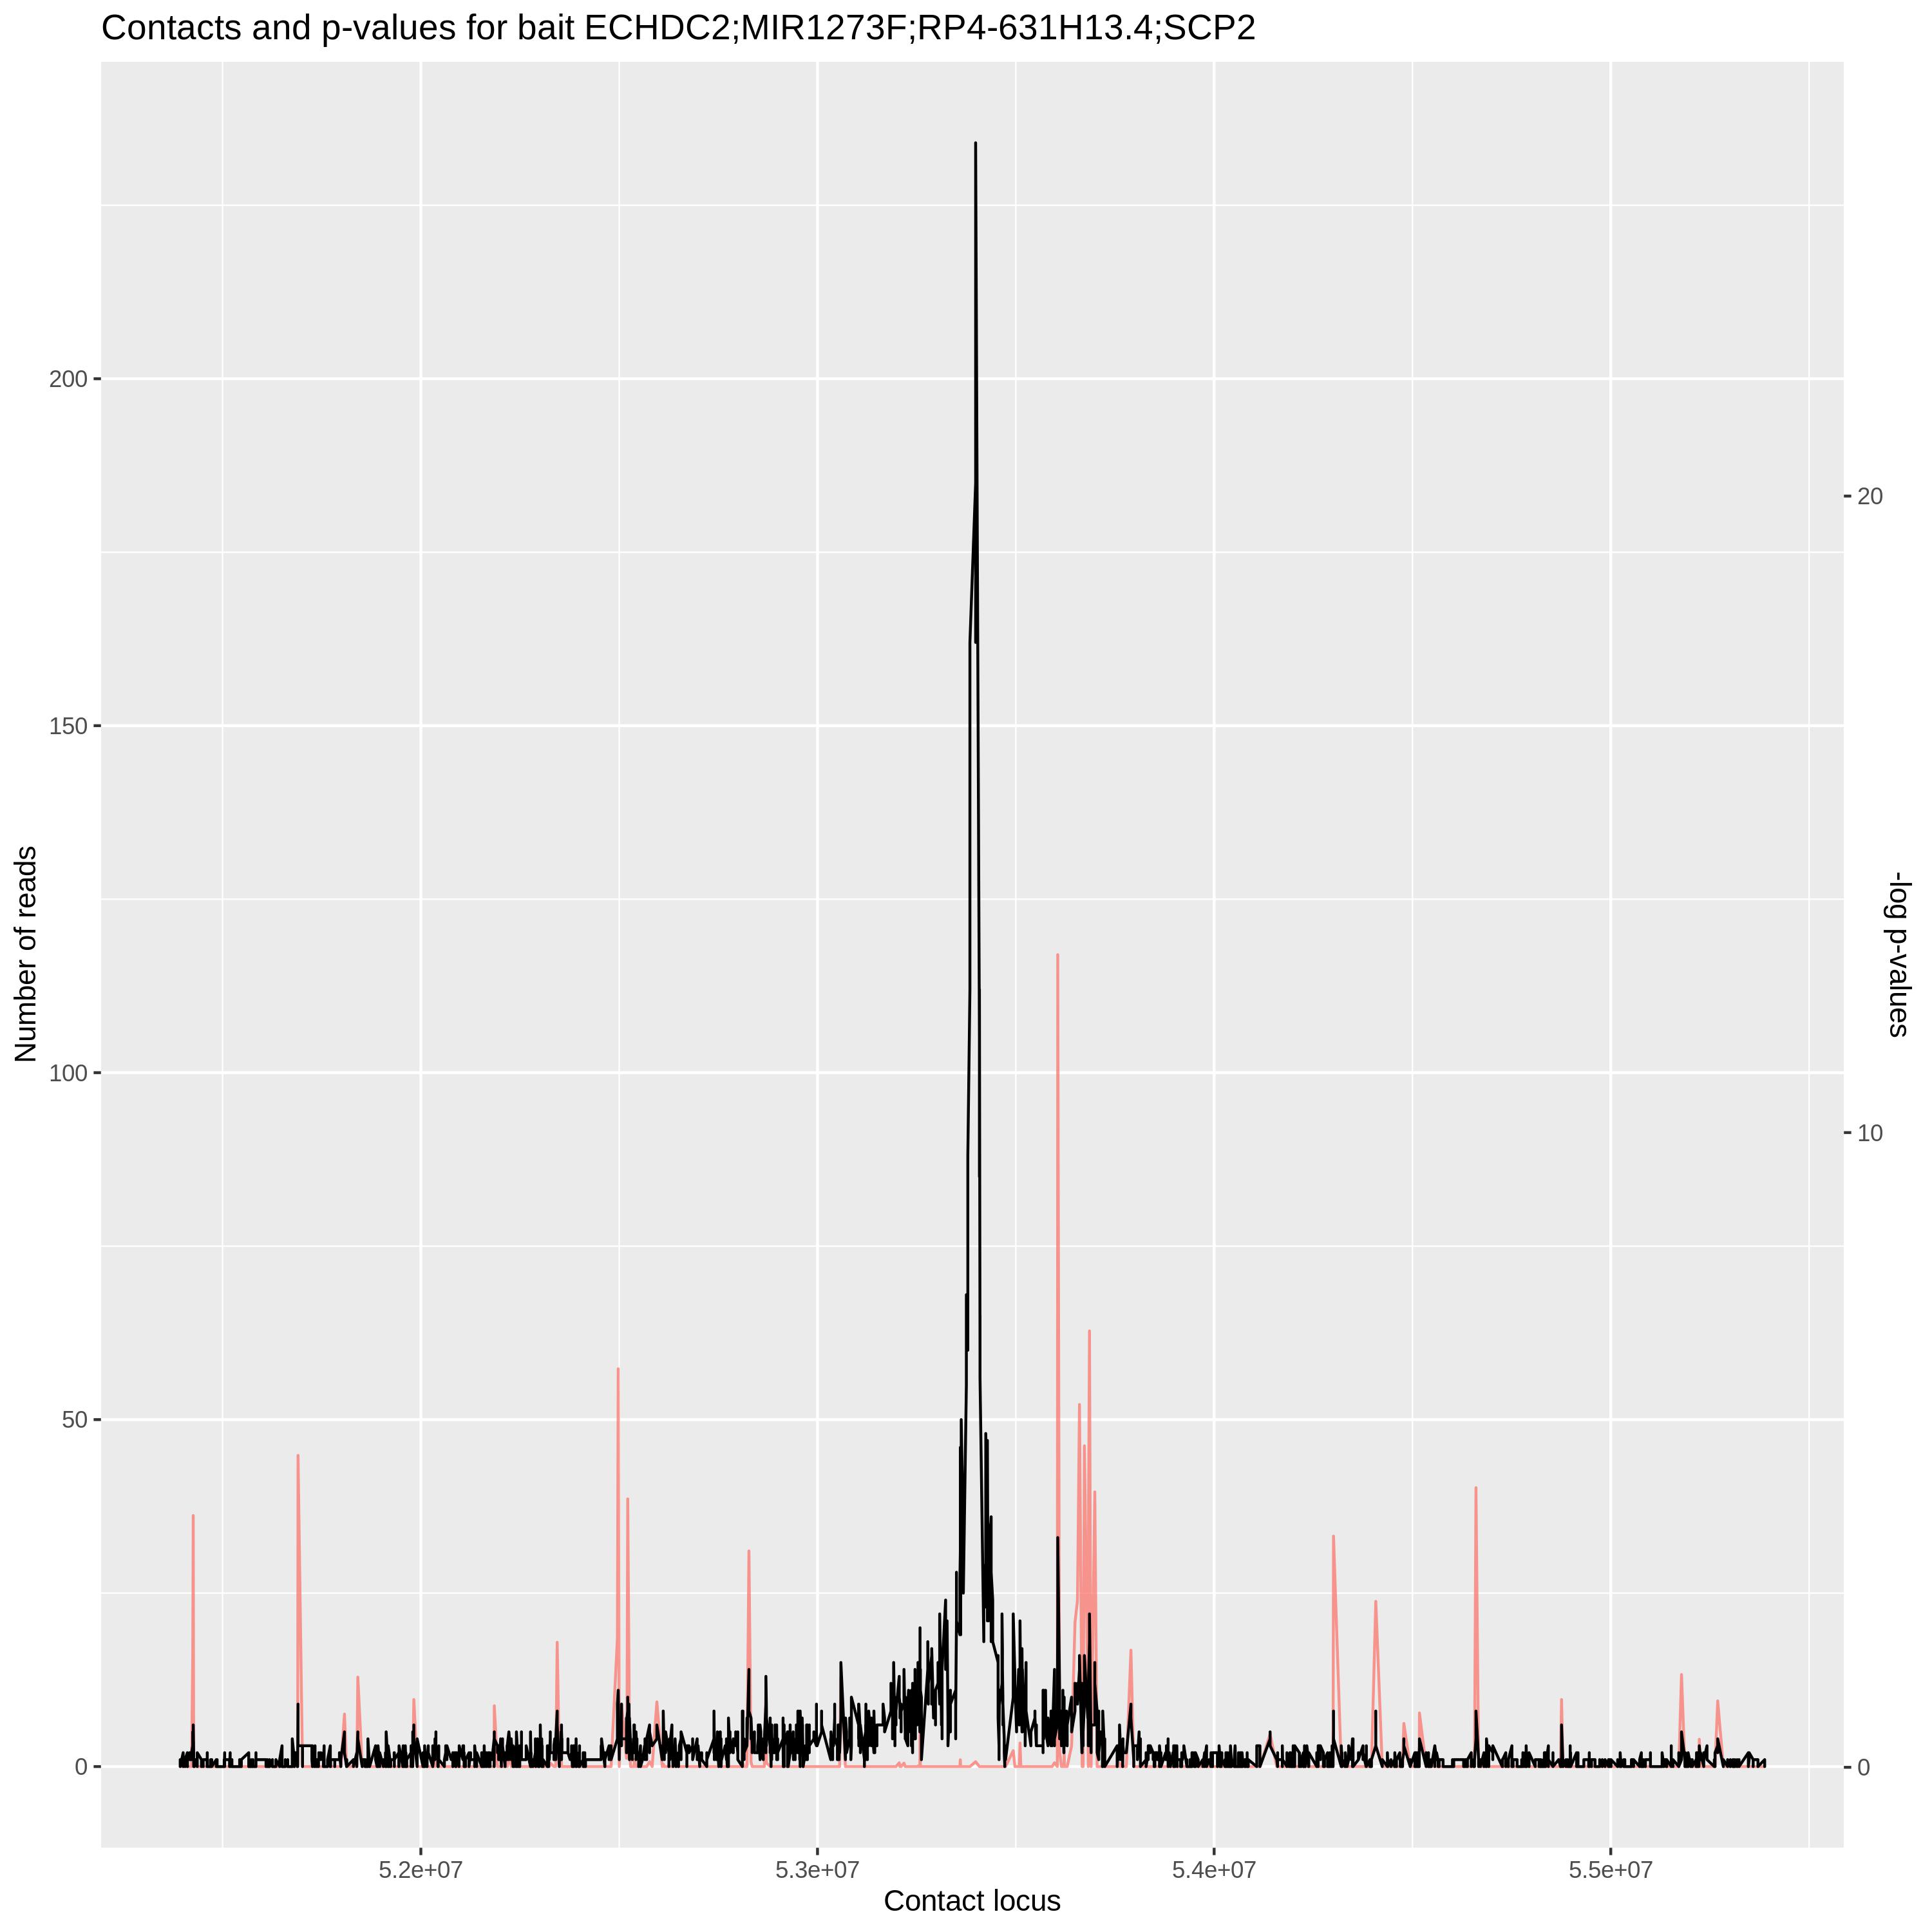 Contacts and p-values for bait ECHDC2;MIR1273F;RP4-631H13.4;SCP2
Number of reads
200
150
100
50
0
20
10
0
-log p-values
5.2e+07
5.3e+07
5.4e+07
5.5e+07
Contact locus